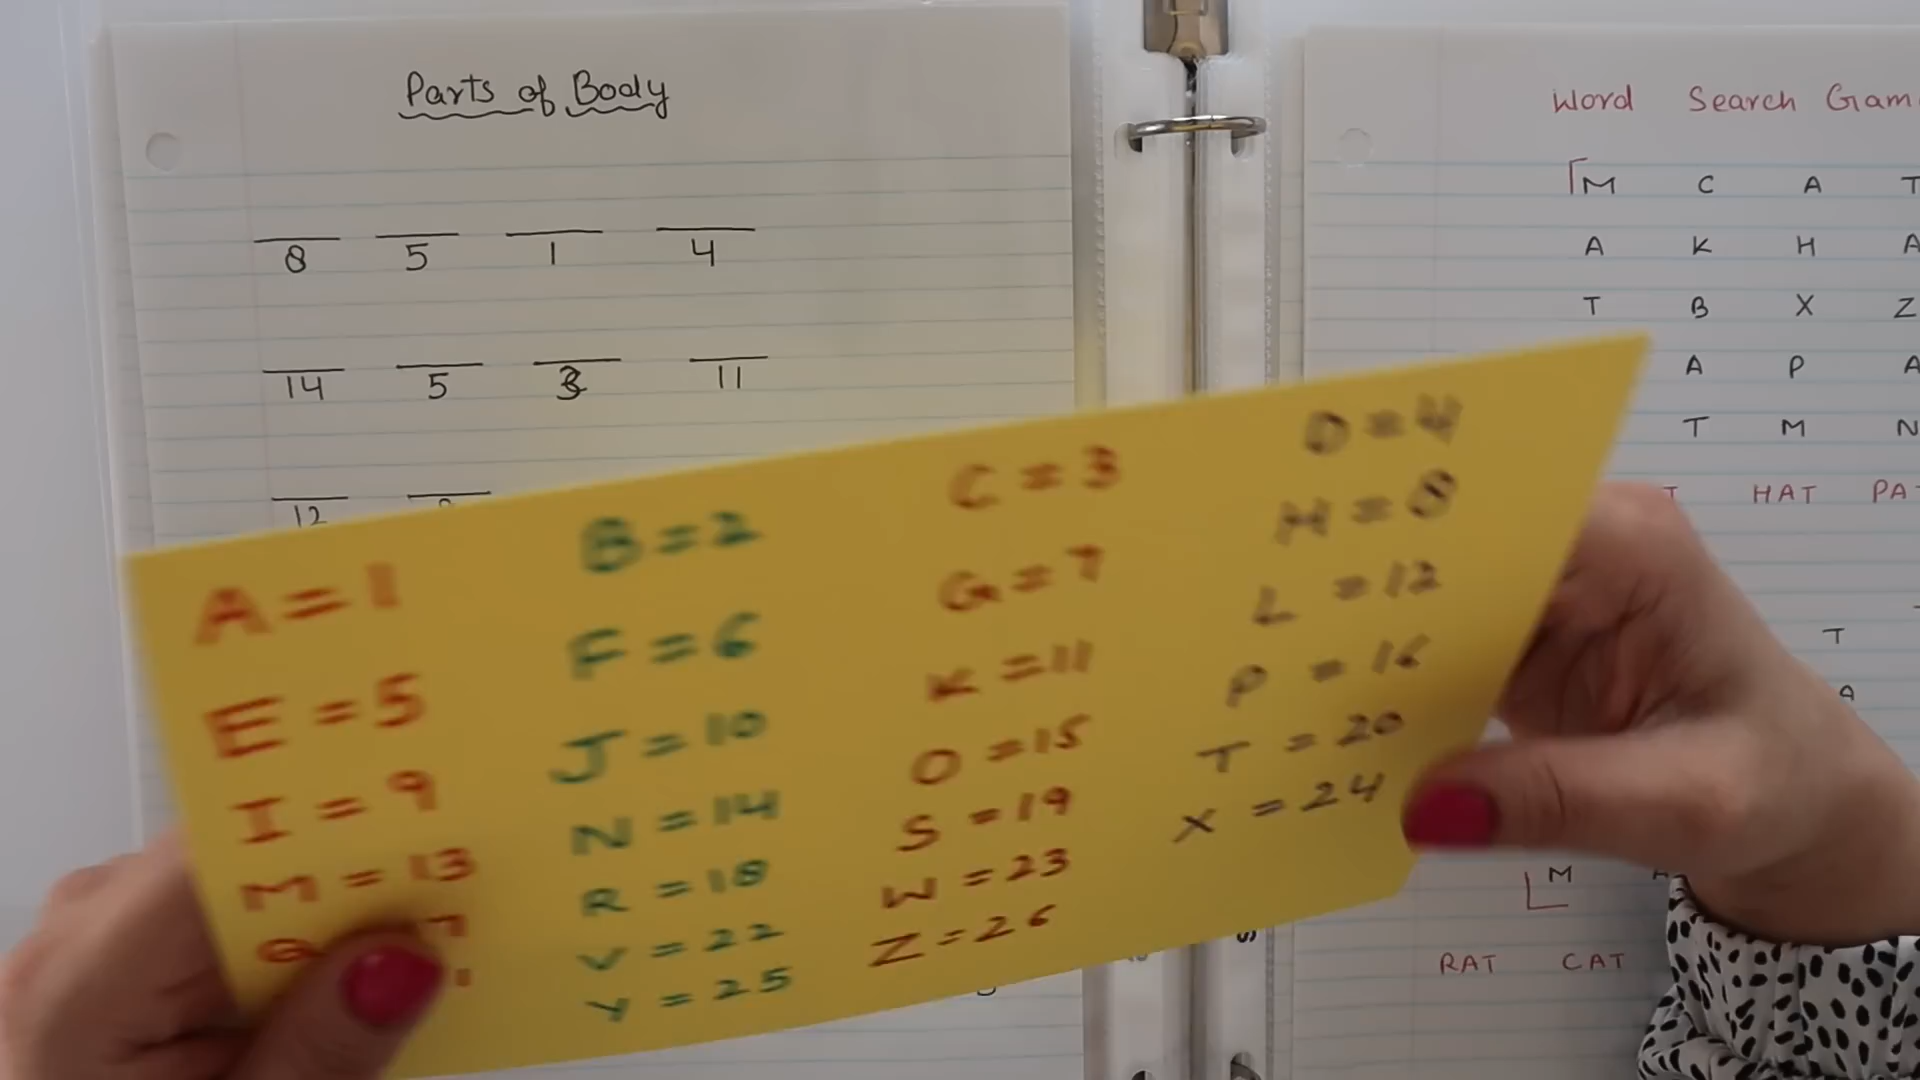 Parts of Body
8 5 1 4
14 5 3 11
12
A = 1 B = 2 C = 3 D = 4
E = 5 F = 6 G = 7 H = 8
I = 9 J = 10 K = 11 L = 12
M = 13 N = 14 O = 15 P = 16
Q 7 R = 18 S = 19 T = 20
1 V = 22 W = 23 X = 24
Y = 25 Z = 26
Word Search Gam
M C A T
A K H A
T B X Z
A P A
T M N
T HAT PA
T
A
M A
RAT CAT